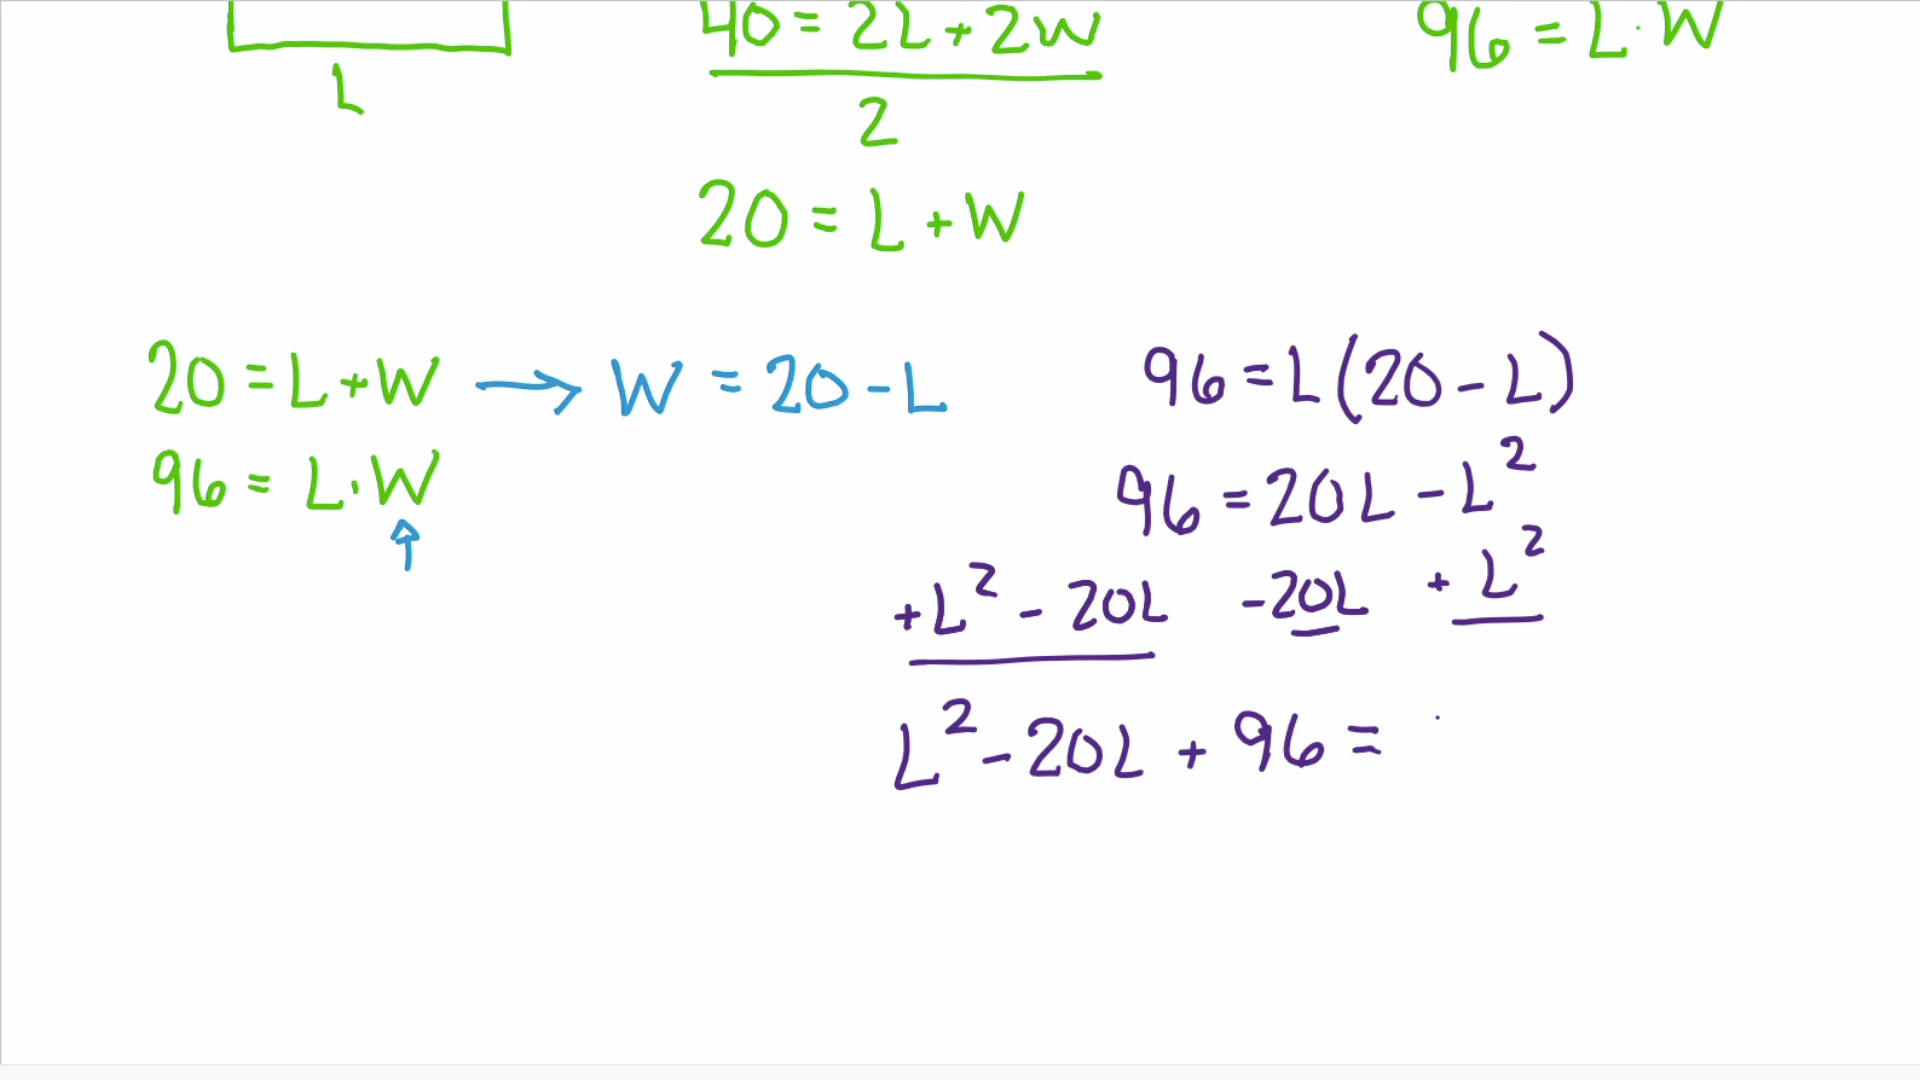 40 = 2L + 2W
2
96 = L · W
L
20 = L + W
20 = L + W → W = 20 - L
96 = L · W
↑
96 = L(20 - L)
96 = 20L - L²
+L² - 20L -20L + L²
L² - 20L + 96 =